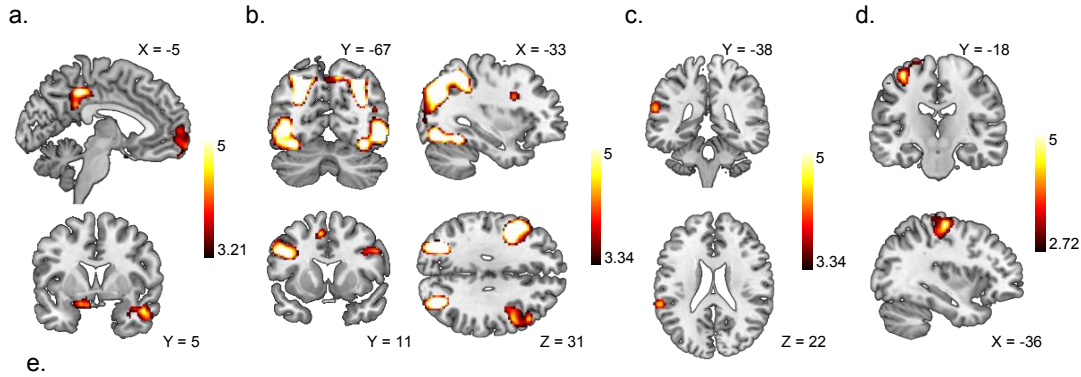 a.
X = -5
5
3.21
Y = 5
b.
Y = -67
X = -33
5
3.34
Y = 11
Z = 31
c.
Y = -38
5
3.34
Z = 22
d.
Y = -18
5
2.72
X = -36
e.